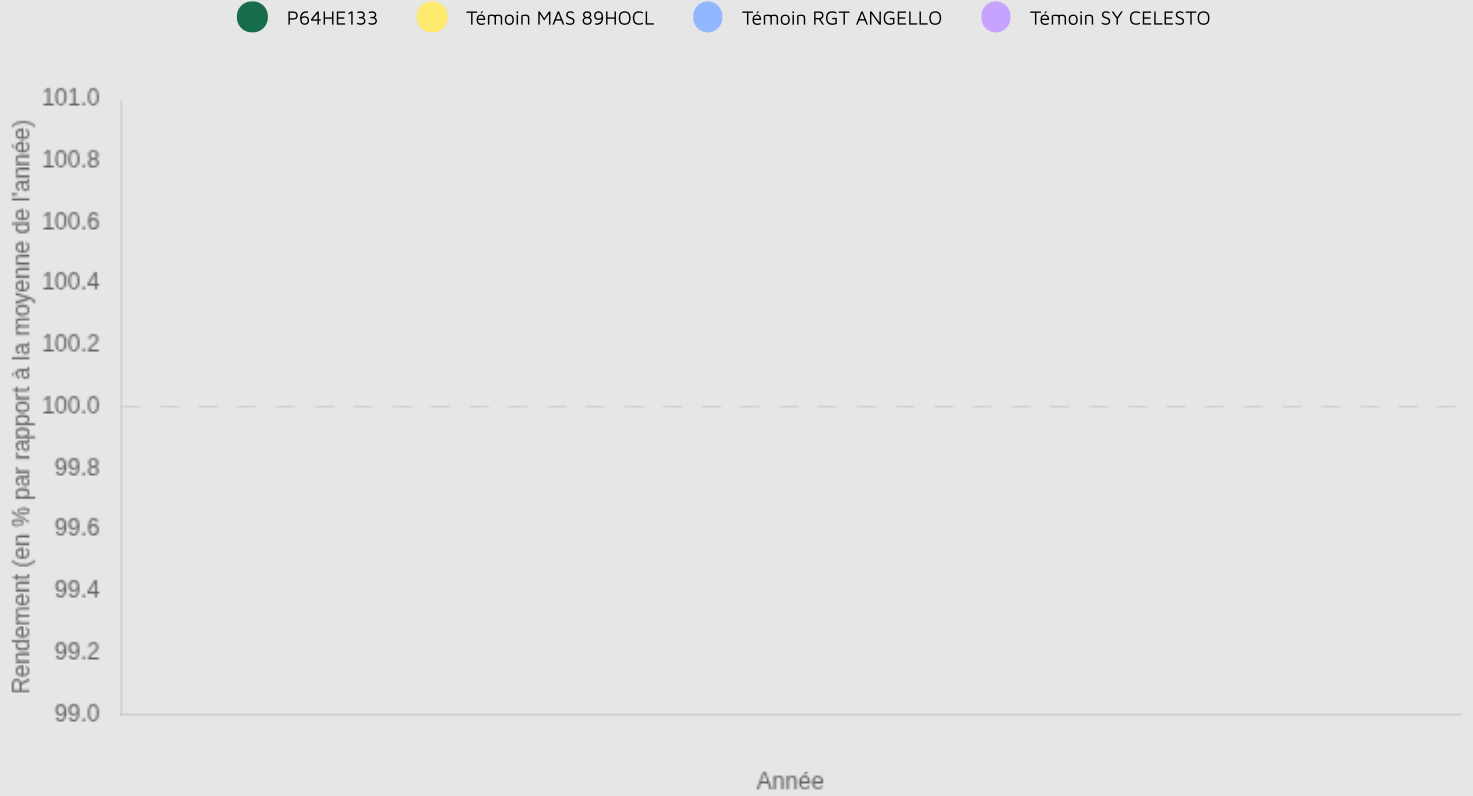 P64HE133
Témoin MAS 89HOCL
Témoin RGT ANGELLO
Témoin SY CELESTO
Rendement (en % par rapport à la moyenne de l'année)
101.0
100.8
100.6
100.4
100.2
100.0
99.8
99.6
99.4
99.2
99.0
Année